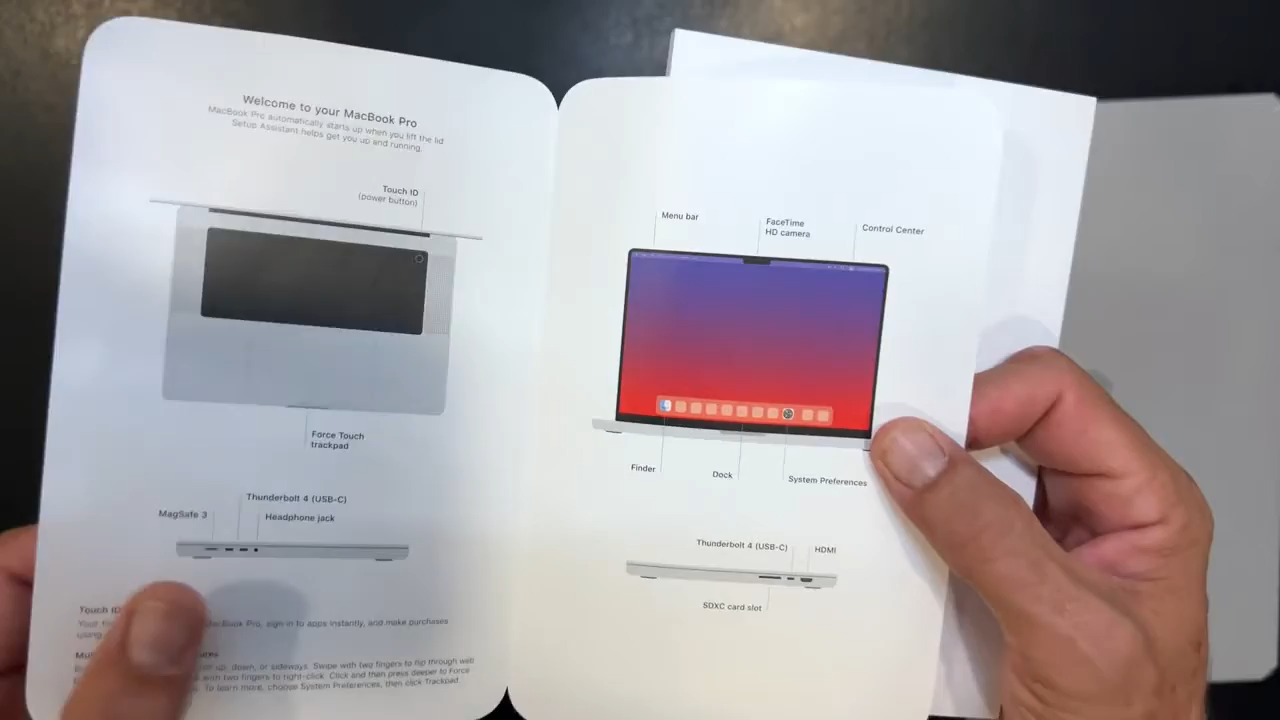 Welcome to your MacBook Pro
MacBook Pro automatically starts up when you lift the lid
Setup Assistant helps get you up and running.
Touch ID
(power button)
Force Touch
trackpad
Thunderbolt 4 (USB-C)
MagSafe 3
Headphone jack
Touch ID
Your MacBook Pro, sign in to apps instantly, and make purchases
using
up, down, or sideways. Swipe with two fingers to flip through web
with two fingers to right-click. Click and then press deeper to Force
To learn more, choose System Preferences, then click Trackpad.
Menu bar
FaceTime
HD camera
Control Center
Finder
Dock
System Preferences
Thunderbolt 4 (USB-C)
HDMI
SDXC card slot